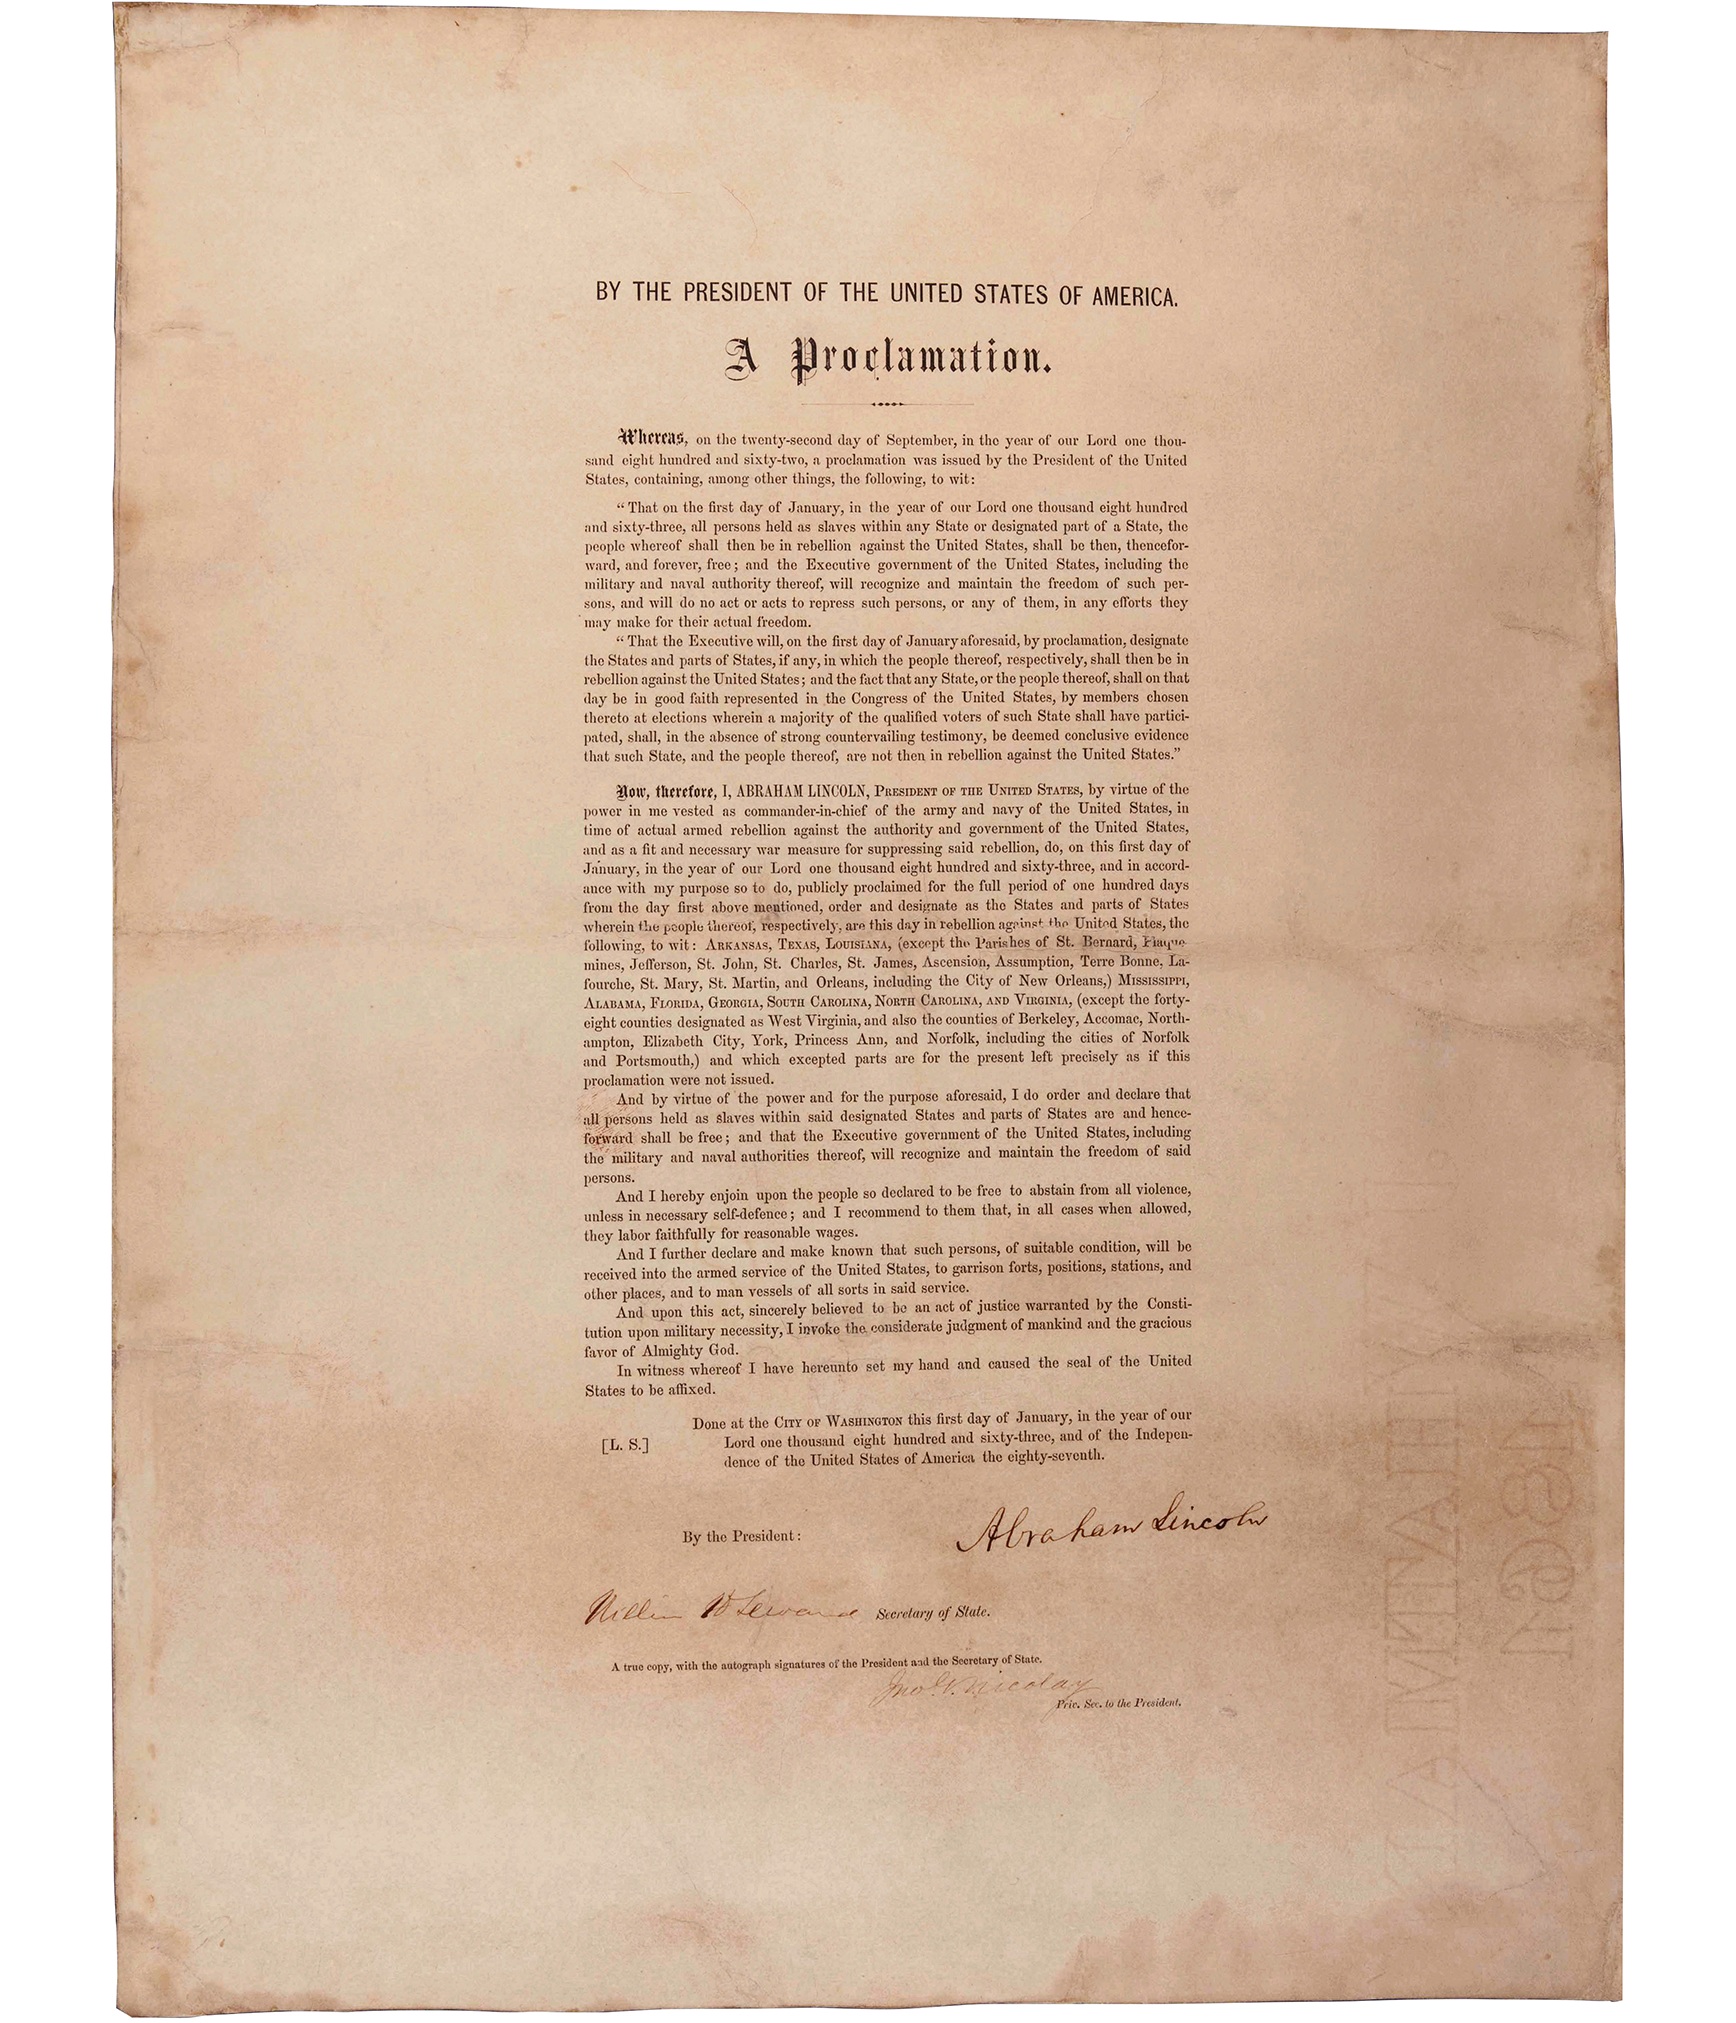 BY THE PRESIDENT OF THE UNITED STATES OF AMERICA.
A Proclamation.
Whereas, on the twenty-second day of September, in the year of our Lord one thou-
sand eight hundred and sixty-two, a proclamation was issued by the President of the United
States, containing, among other things, the following, to wit:
“That on the first day of January, in the year of our Lord one thousand eight hundred
and sixty-three, all persons held as slaves within any State or designated part of a State, the
people whereof shall then be in rebellion against the United States, shall be then, thencefor-
ward, and forever, free; and the Executive government of the United States, including the
military and naval authority thereof, will recognize and maintain the freedom of such per-
sons, and will do no act or acts to repress such persons, or any of them, in any efforts they
may make for their actual freedom.
“That the Executive will, on the first day of January aforesaid, by proclamation, designate
the States and parts of States, if any, in which the people thereof, respectively, shall then be in
rebellion against the United States; and the fact that any State, or the people thereof, shall on that
day be in good faith represented in the Congress of the United States, by members chosen
thereto at elections wherein a majority of the qualified voters of such State shall have partici-
pated, shall, in the absence of strong countervailing testimony, be deemed conclusive evidence
that such State, and the people thereof, are not then in rebellion against the United States.”
Now, therefore, I, ABRAHAM LINCOLN, PRESIDENT OF THE UNITED STATES, by virtue of the
power in me vested as commander-in-chief of the army and navy of the United States, in
time of actual armed rebellion against the authority and government of the United States,
and as a fit and necessary war measure for suppressing said rebellion, do, on this first day of
January, in the year of our Lord one thousand eight hundred and sixty-three, and in accord-
ance with my purpose so to do, publicly proclaimed for the full period of one hundred days
from the day first above mentioned, order and designate as the States and parts of States
wherein the people thereof, respectively, are this day in rebellion against the United States, the
following, to wit: ARKANSAS, TEXAS, LOUISIANA, (except the Parishes of St. Bernard, Plaque-
mines, Jefferson, St. John, St. Charles, St. James, Ascension, Assumption, Terre Bonne, La-
fourche, St. Mary, St. Martin, and Orleans, including the City of New Orleans,) MISSISSIPPI,
ALABAMA, FLORIDA, GEORGIA, SOUTH CAROLINA, NORTH CAROLINA, AND VIRGINIA, (except the forty-
eight counties designated as West Virginia, and also the counties of Berkeley, Accomac, North-
ampton, Elizabeth City, York, Princess Ann, and Norfolk, including the cities of Norfolk
and Portsmouth,) and which excepted parts are for the present left precisely as if this
proclamation were not issued.
And by virtue of the power and for the purpose aforesaid, I do order and declare that
all persons held as slaves within said designated States and parts of States are and hence-
forward shall be free; and that the Executive government of the United States, including
the military and naval authorities thereof, will recognize and maintain the freedom of said
persons.
And I hereby enjoin upon the people so declared to be free to abstain from all violence,
unless in necessary self-defence; and I recommend to them that, in all cases when allowed,
they labor faithfully for reasonable wages.
And I further declare and make known that such persons, of suitable condition, will be
received into the armed service of the United States, to garrison forts, positions, stations, and
other places, and to man vessels of all sorts in said service.
And upon this act, sincerely believed to be an act of justice warranted by the Consti-
tution upon military necessity, I invoke the considerate judgment of mankind and the gracious
favor of Almighty God.
In witness whereof I have hereunto set my hand and caused the seal of the United
States to be affixed.
Done at the CITY OF WASHINGTON this first day of January, in the year of our
[L. S.] Lord one thousand eight hundred and sixty-three, and of the Indepen-
dence of the United States of America the eighty-seventh.
By the President: Abraham Lincoln
William H Seward Secretary of State.
A true copy, with the autograph signatures of the President and the Secretary of State.
Jno. G. Nicolay
Priv. Sec. to the President.